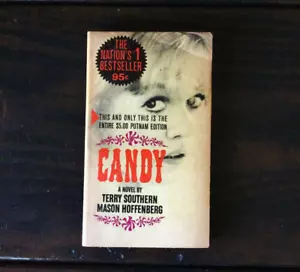 THE
NATION'S #1
BESTSELLER
95¢
THIS AND ONLY THIS IS THE
ENTIRE $5.00 PUTNAM EDITION
CANDY
A NOVEL BY
TERRY SOUTHERN
MASON HOFFENBERG